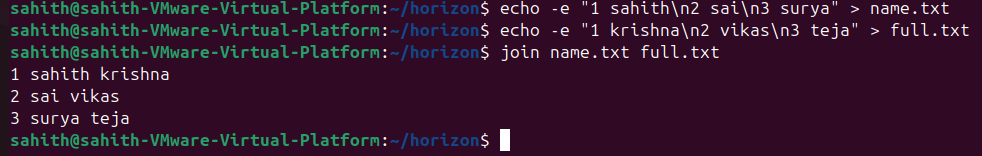 sahith@sahith-VMware-Virtual-Platform:~/horizon$ echo -e "1 sahith\n2 sai\n3 surya" > name.txt
sahith@sahith-VMware-Virtual-Platform:~/horizon$ echo -e "1 krishna\n2 vikas\n3 teja" > full.txt
sahith@sahith-VMware-Virtual-Platform:~/horizon$ join name.txt full.txt
1 sahith krishna
2 sai vikas
3 surya teja
sahith@sahith-VMware-Virtual-Platform:~/horizon$